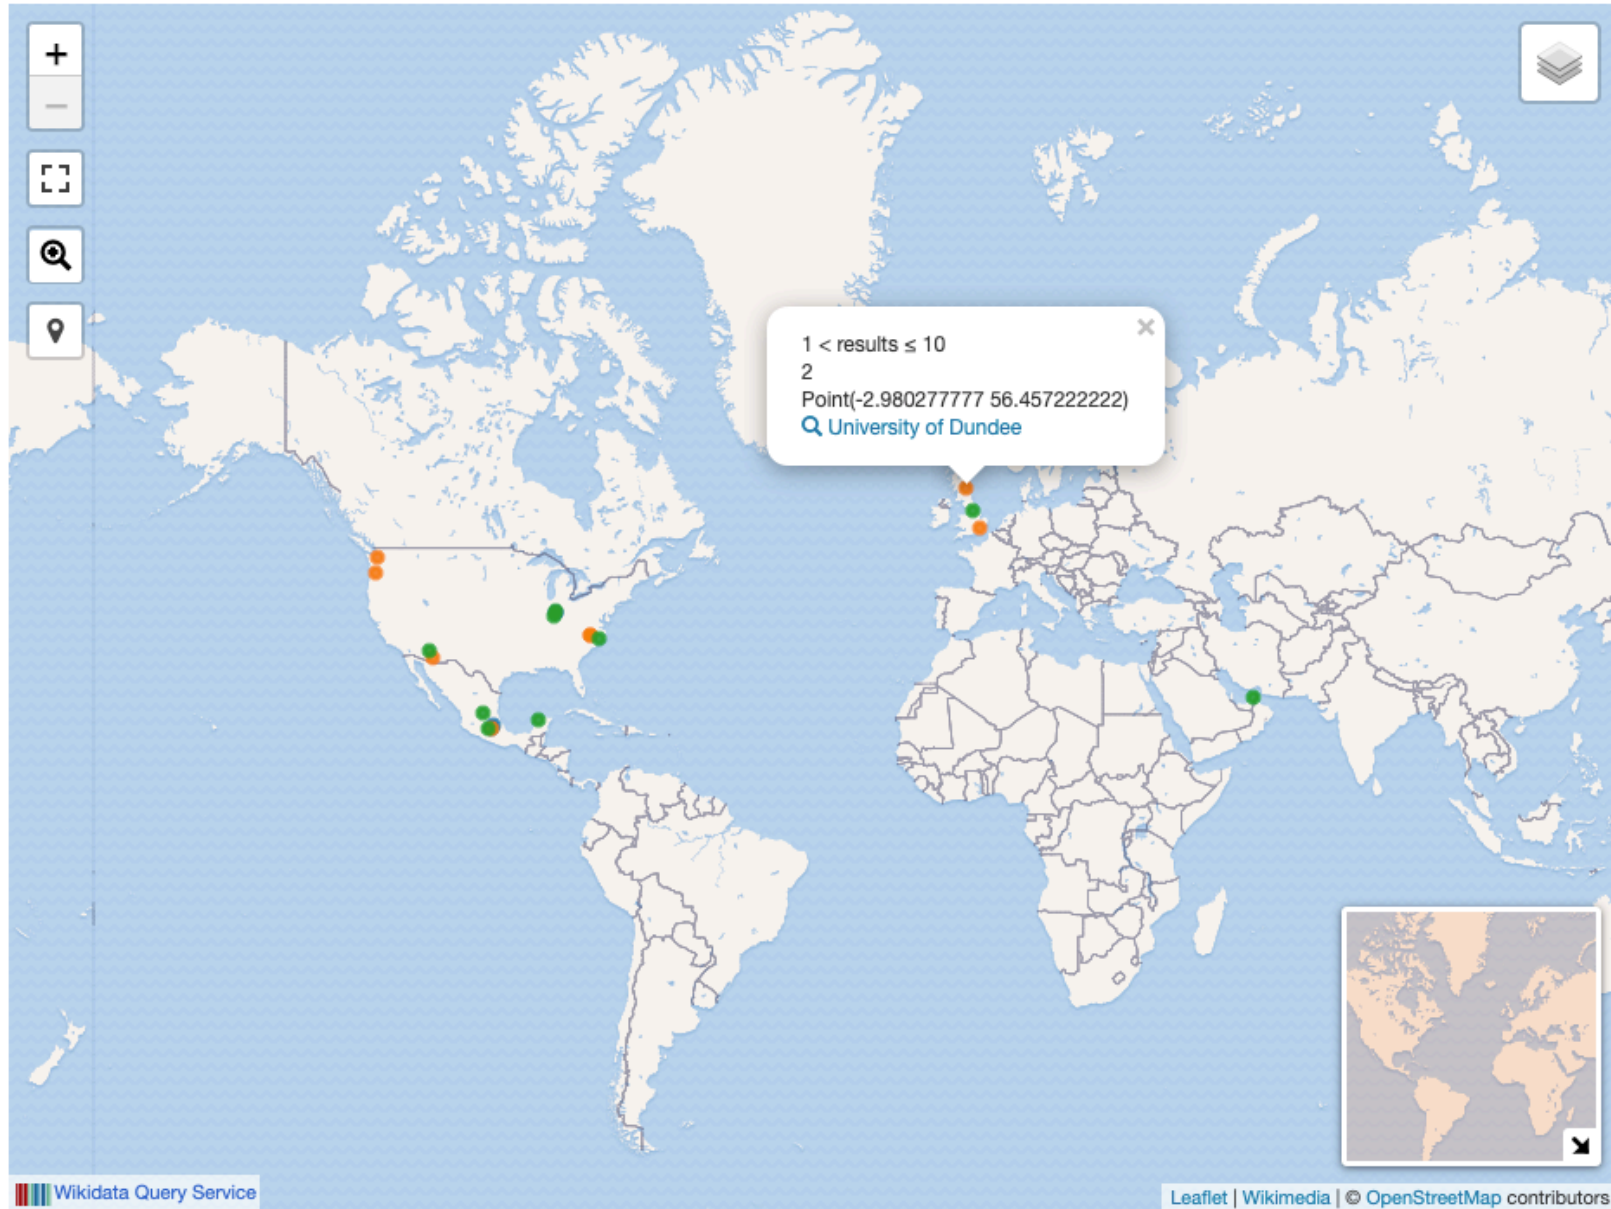 +
−
1 < results ≤ 10
×
2
Point(-2.980277777 56.457222222)
University of Dundee
Wikidata Query Service
Leaflet | Wikimedia | © OpenStreetMap contributors